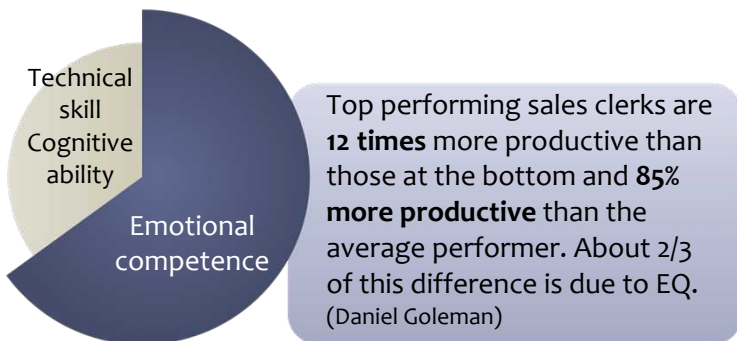 Technical
skill
Cognitive
ability
Emotional
competence
Top performing sales clerks are
12 times more productive than
those at the bottom and 85%
more productive than the
average performer. About 2/3
of this difference is due to EQ.
(Daniel Goleman)